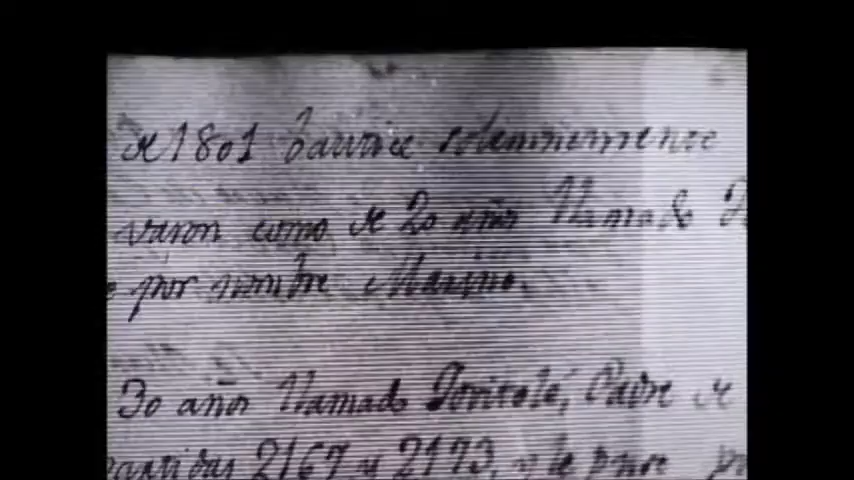 de 1801 bautice solemnemente
varon como de 20 años llamado
por nombre Marino.
30 años llamado Joviolé, Padre de
partidas 2167 y 2173, y le puse